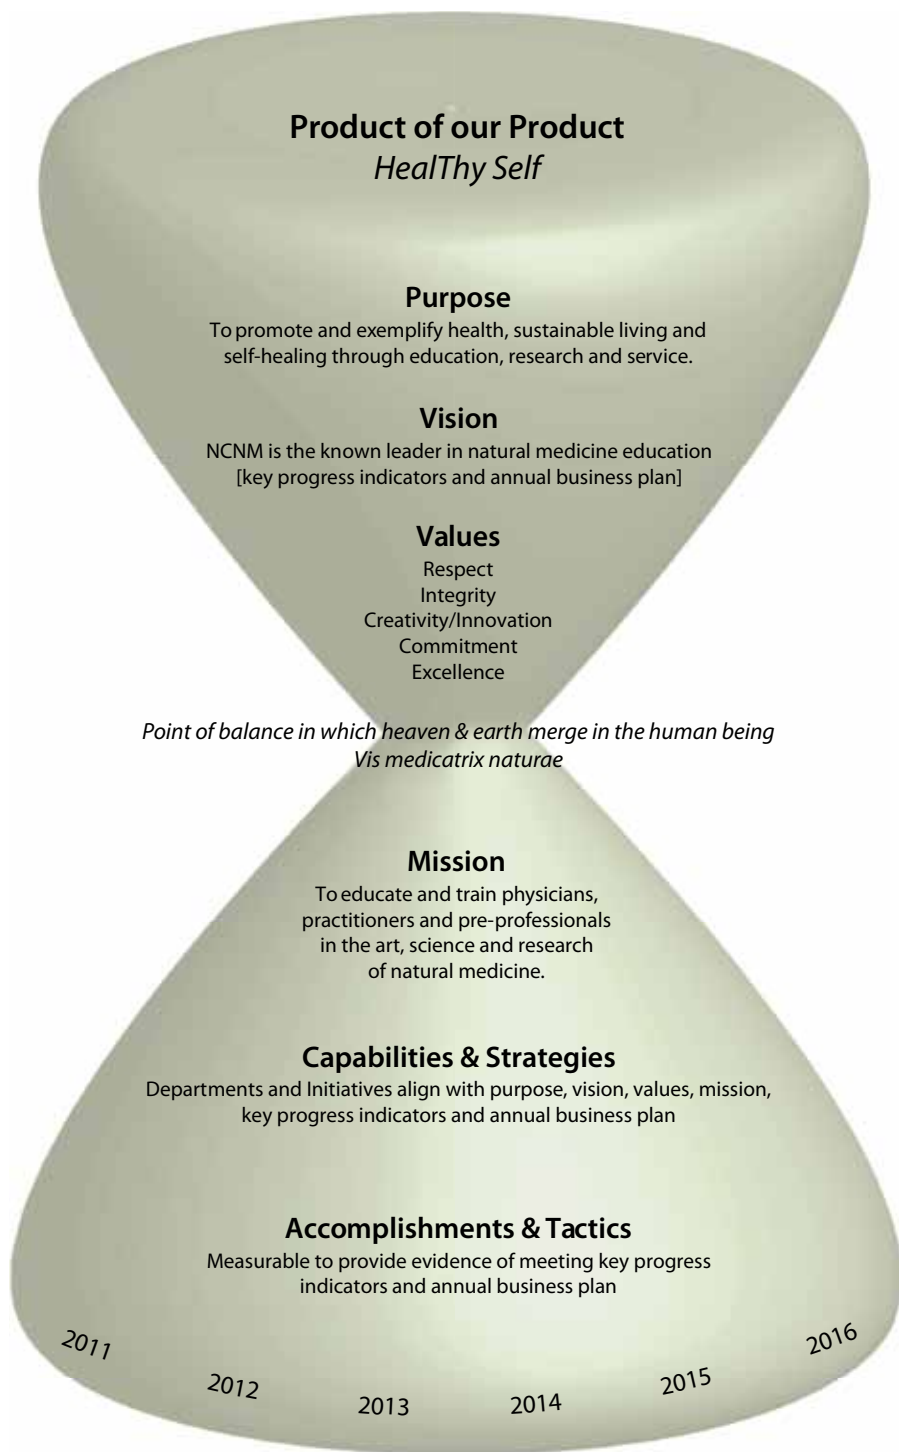 Product of our Product
HealThy Self
Purpose
To promote and exemplify health, sustainable living and
self-healing through education, research and service.
Vision
NCNM is the known leader in natural medicine education
[key progress indicators and annual business plan]
Values
Respect
Integrity
Creativity/Innovation
Commitment
Excellence
Point of balance in which heaven & earth merge in the human being
Vis medicatrix naturae
Mission
To educate and train physicians,
practitioners and pre-professionals
in the art, science and research
of natural medicine.
Capabilities & Strategies
Departments and Initiatives align with purpose, vision, values, mission,
key progress indicators and annual business plan
Accomplishments & Tactics
Measurable to provide evidence of meeting key progress
indicators and annual business plan
2011 2012 2013 2014 2015 2016